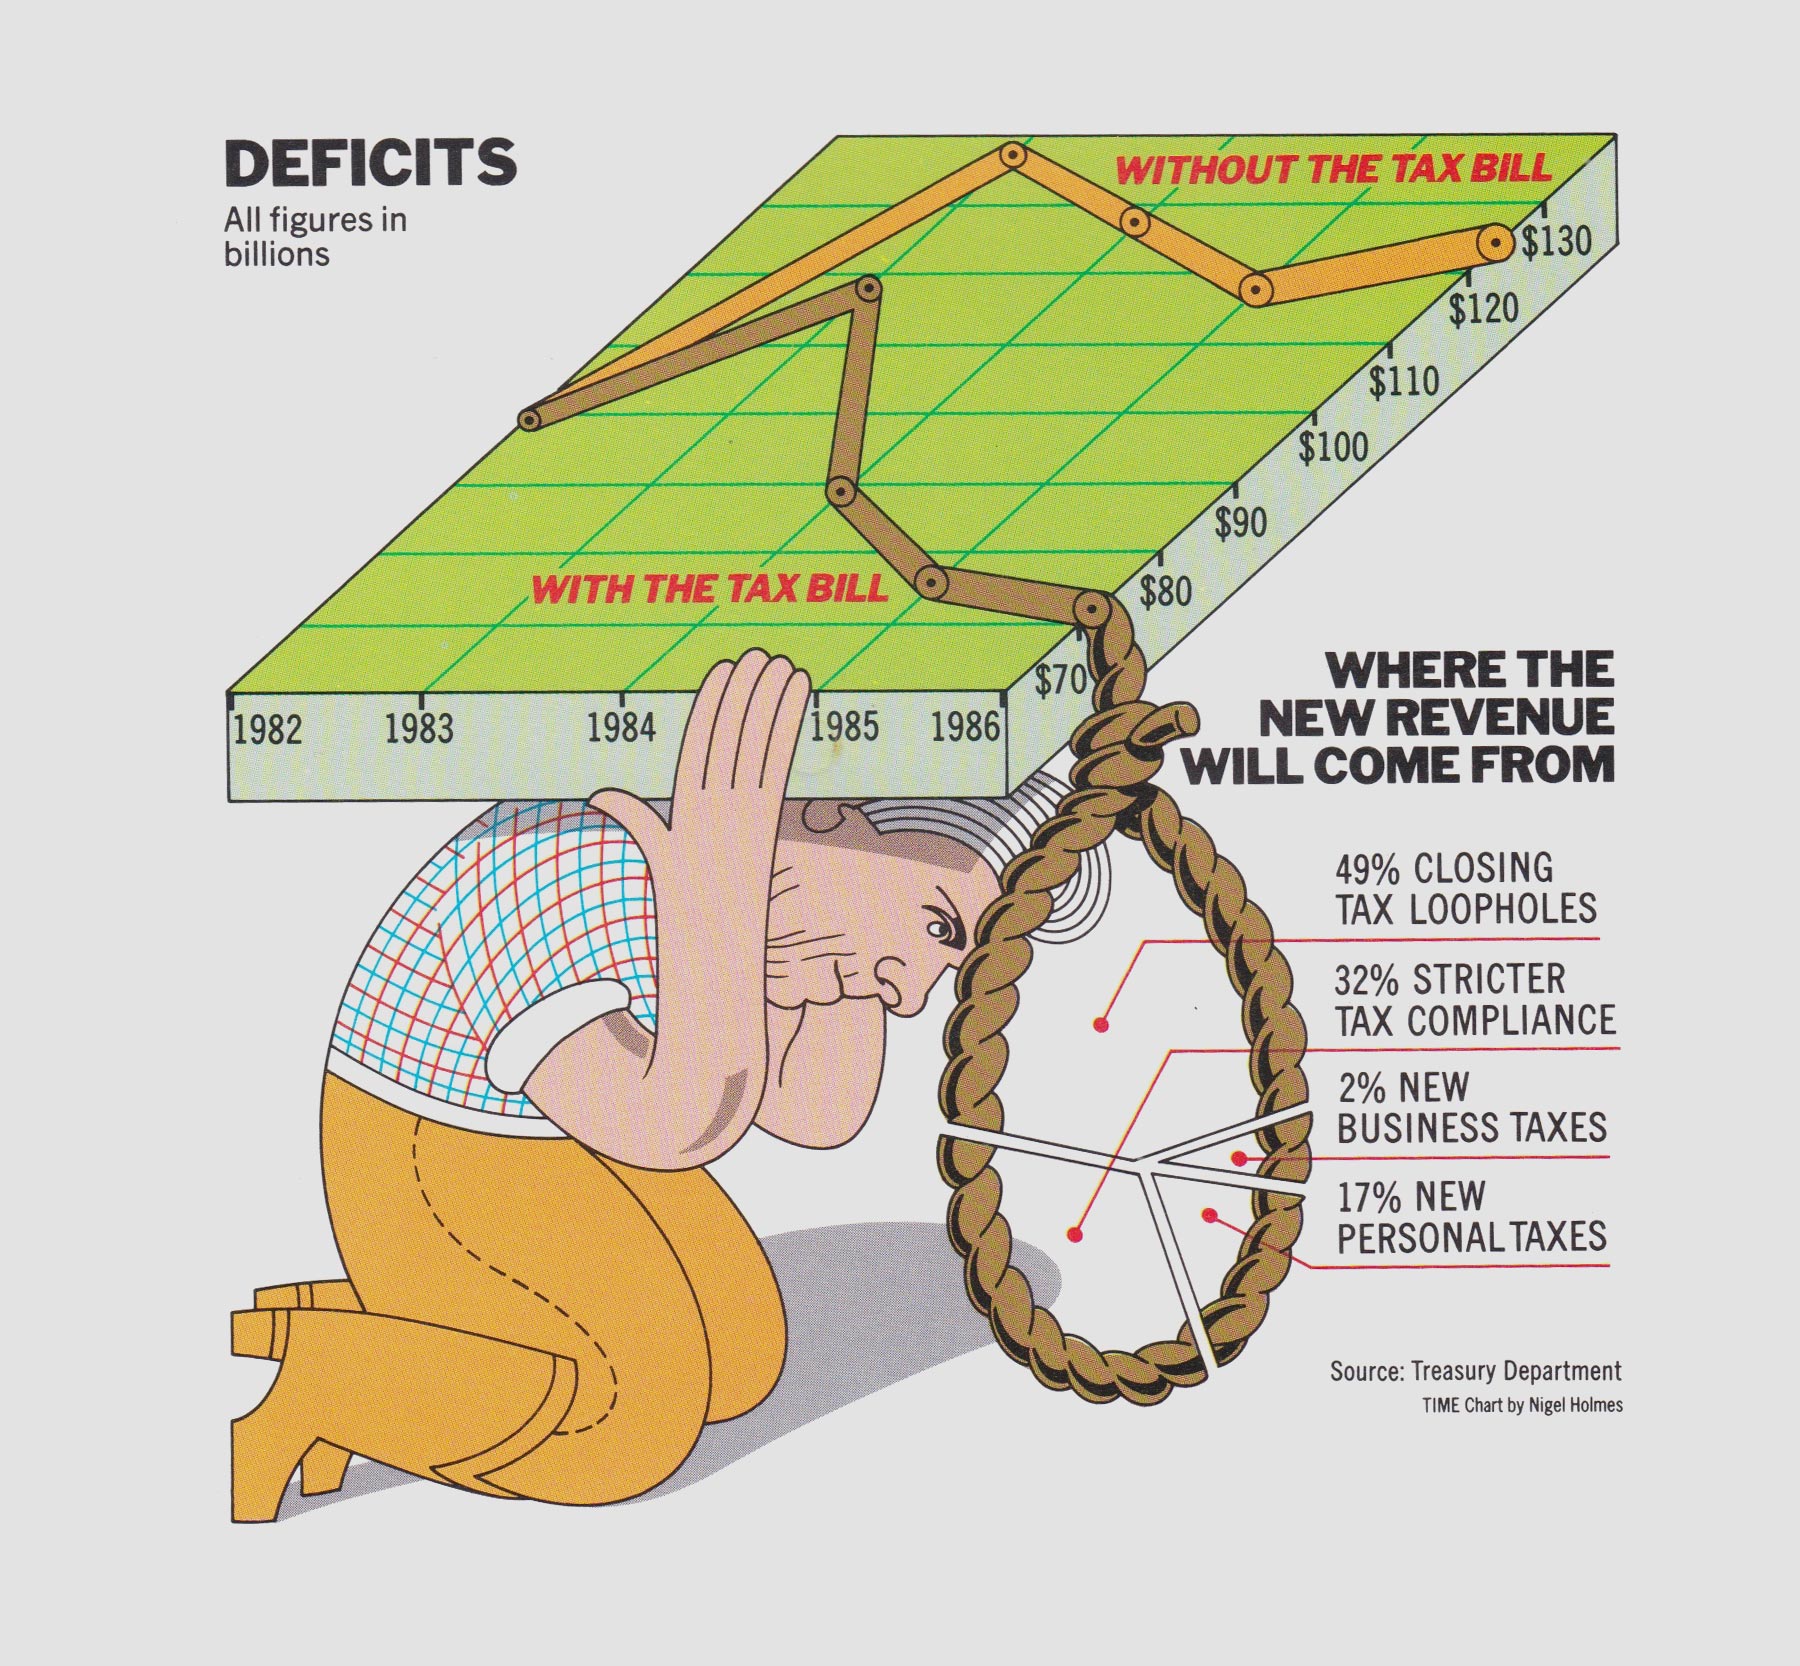 DEFICITS
All figures in
billions
WITHOUT THE TAX BILL
$130
$120
$110
$100
$90
$80
$70
WITH THE TAX BILL
1982 1983 1984 1985 1986
WHERE THE
NEW REVENUE
WILL COME FROM
49% CLOSING
TAX LOOPHOLES
32% STRICTER
TAX COMPLIANCE
2% NEW
BUSINESS TAXES
17% NEW
PERSONAL TAXES
Source: Treasury Department
TIME Chart by Nigel Holmes